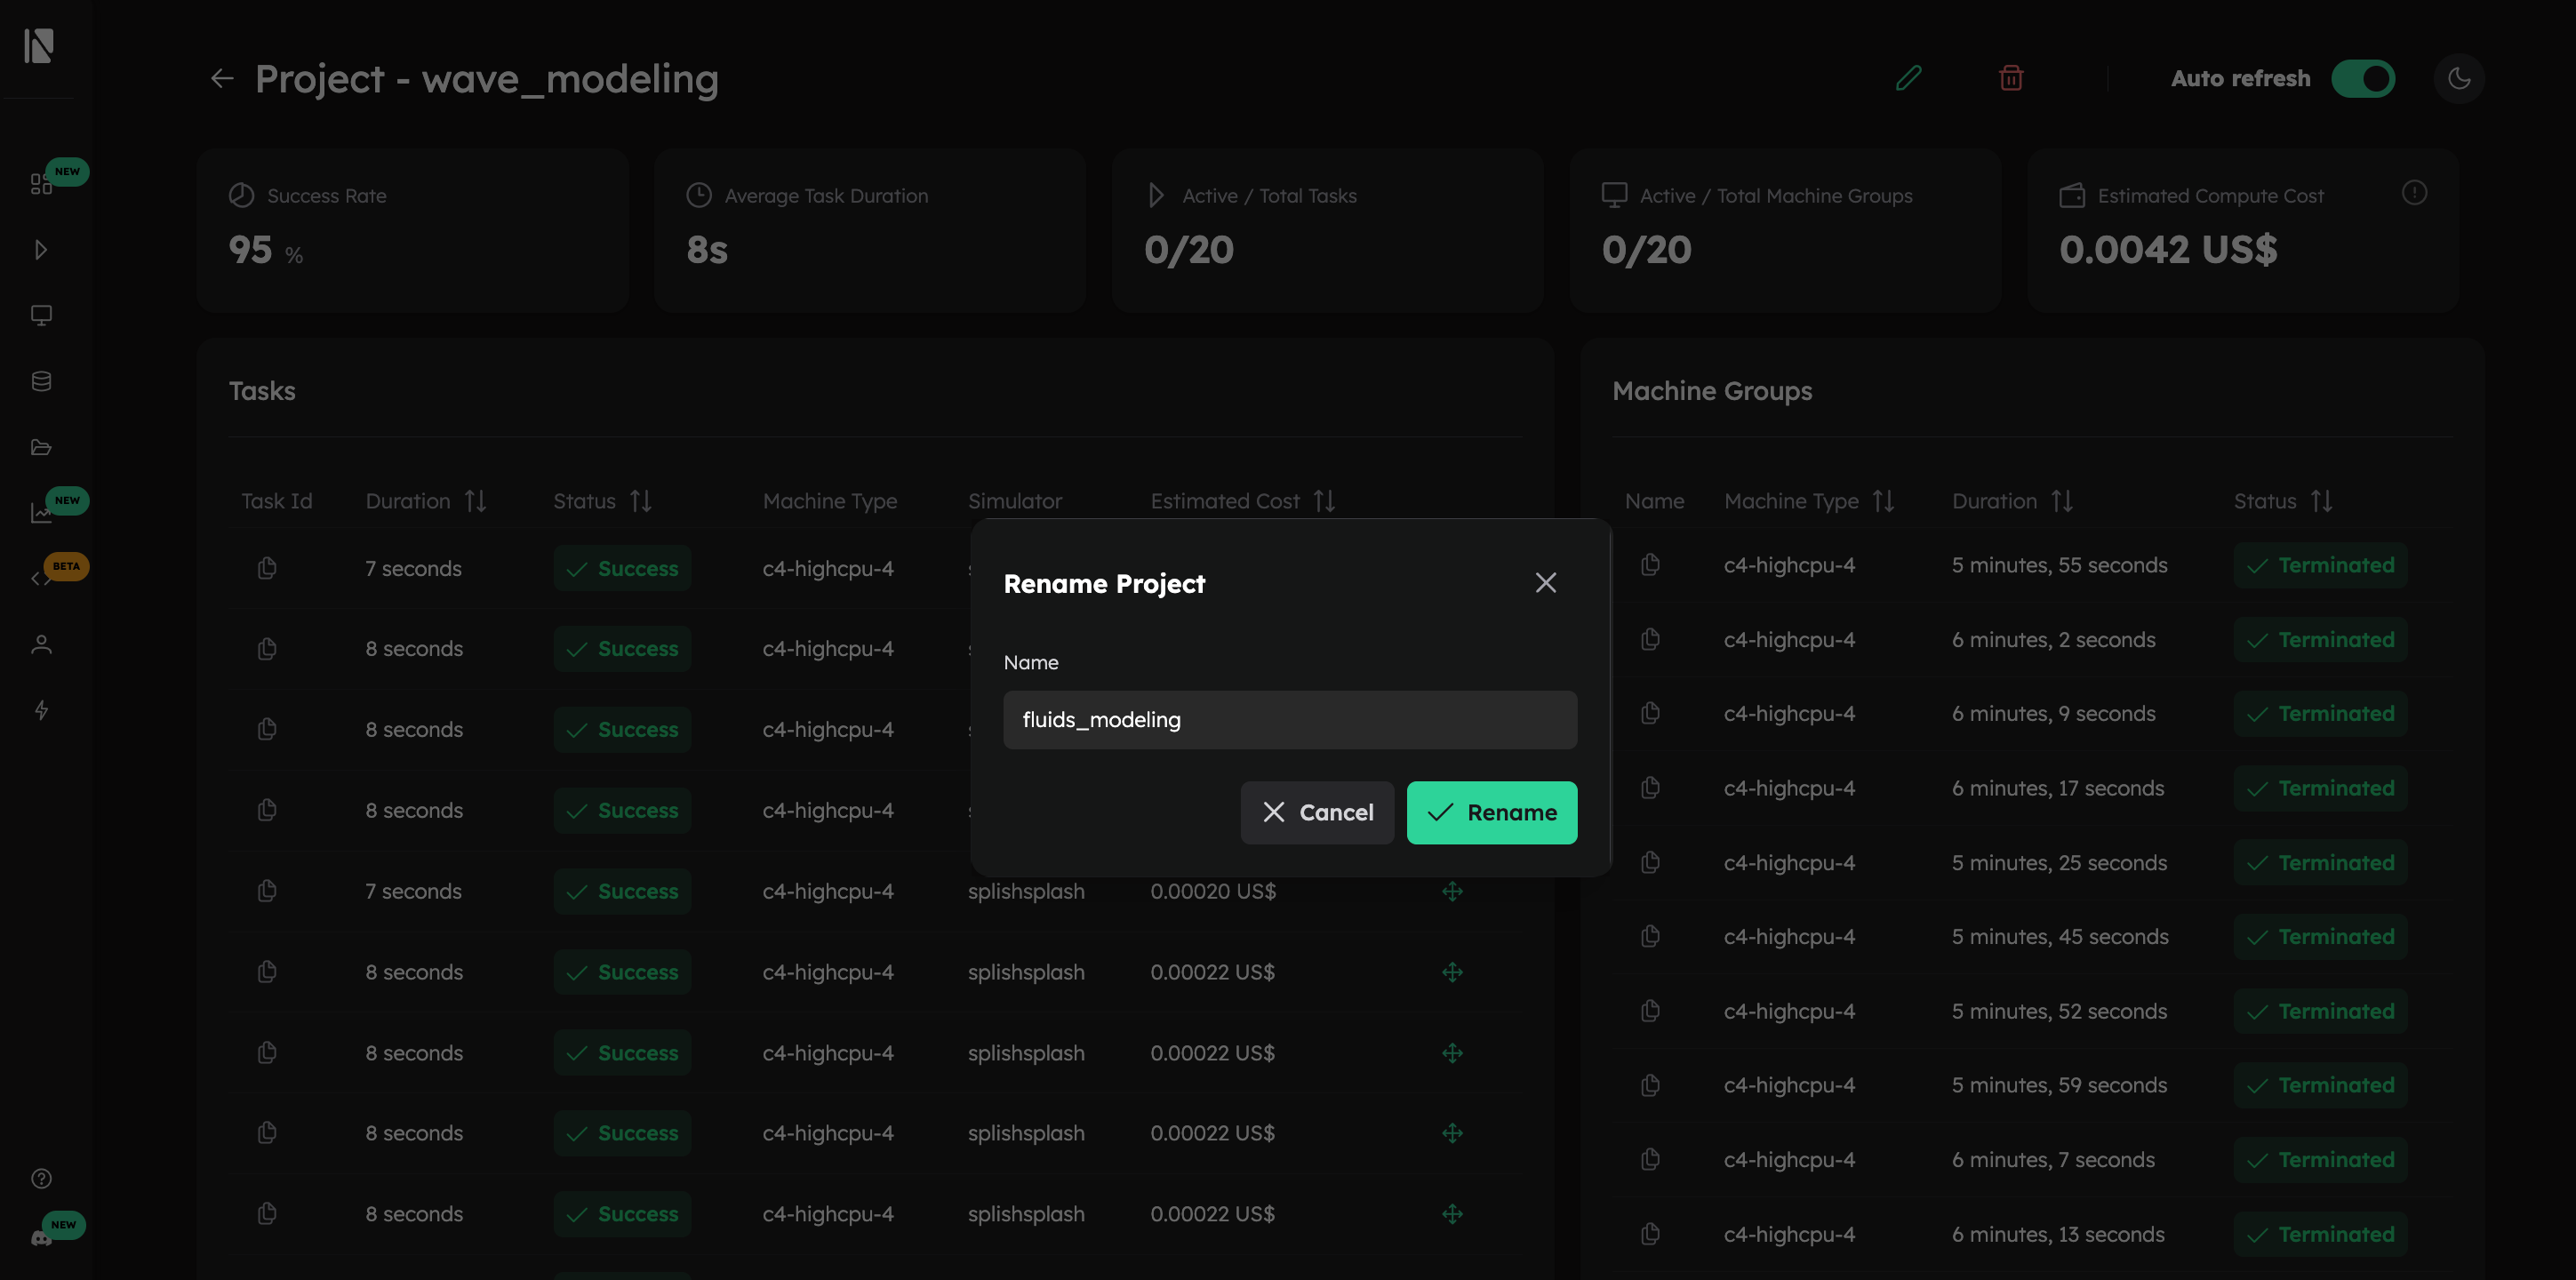 Project - wave_modeling
Auto refresh
NEW
NEW
BETA
NEW
Success Rate
95 %
Average Task Duration
8s
Active / Total Tasks
0/20
Active / Total Machine Groups
0/20
Estimated Compute Cost
0.0042 US$
Tasks
Task Id Duration Status Machine Type Simulator Estimated Cost
7 seconds Success c4-highcpu-4
8 seconds Success c4-highcpu-4
8 seconds Success c4-highcpu-4
8 seconds Success c4-highcpu-4
7 seconds Success c4-highcpu-4 splishsplash 0.00020 US$
8 seconds Success c4-highcpu-4 splishsplash 0.00022 US$
8 seconds Success c4-highcpu-4 splishsplash 0.00022 US$
8 seconds Success c4-highcpu-4 splishsplash 0.00022 US$
8 seconds Success c4-highcpu-4 splishsplash 0.00022 US$
Rename Project
Name
fluids_modeling
Cancel Rename
Machine Groups
Name Machine Type Duration Status
c4-highcpu-4 5 minutes, 55 seconds Terminated
c4-highcpu-4 6 minutes, 2 seconds Terminated
c4-highcpu-4 6 minutes, 9 seconds Terminated
c4-highcpu-4 6 minutes, 17 seconds Terminated
c4-highcpu-4 5 minutes, 25 seconds Terminated
c4-highcpu-4 5 minutes, 45 seconds Terminated
c4-highcpu-4 5 minutes, 52 seconds Terminated
c4-highcpu-4 5 minutes, 59 seconds Terminated
c4-highcpu-4 6 minutes, 7 seconds Terminated
c4-highcpu-4 6 minutes, 13 seconds Terminated